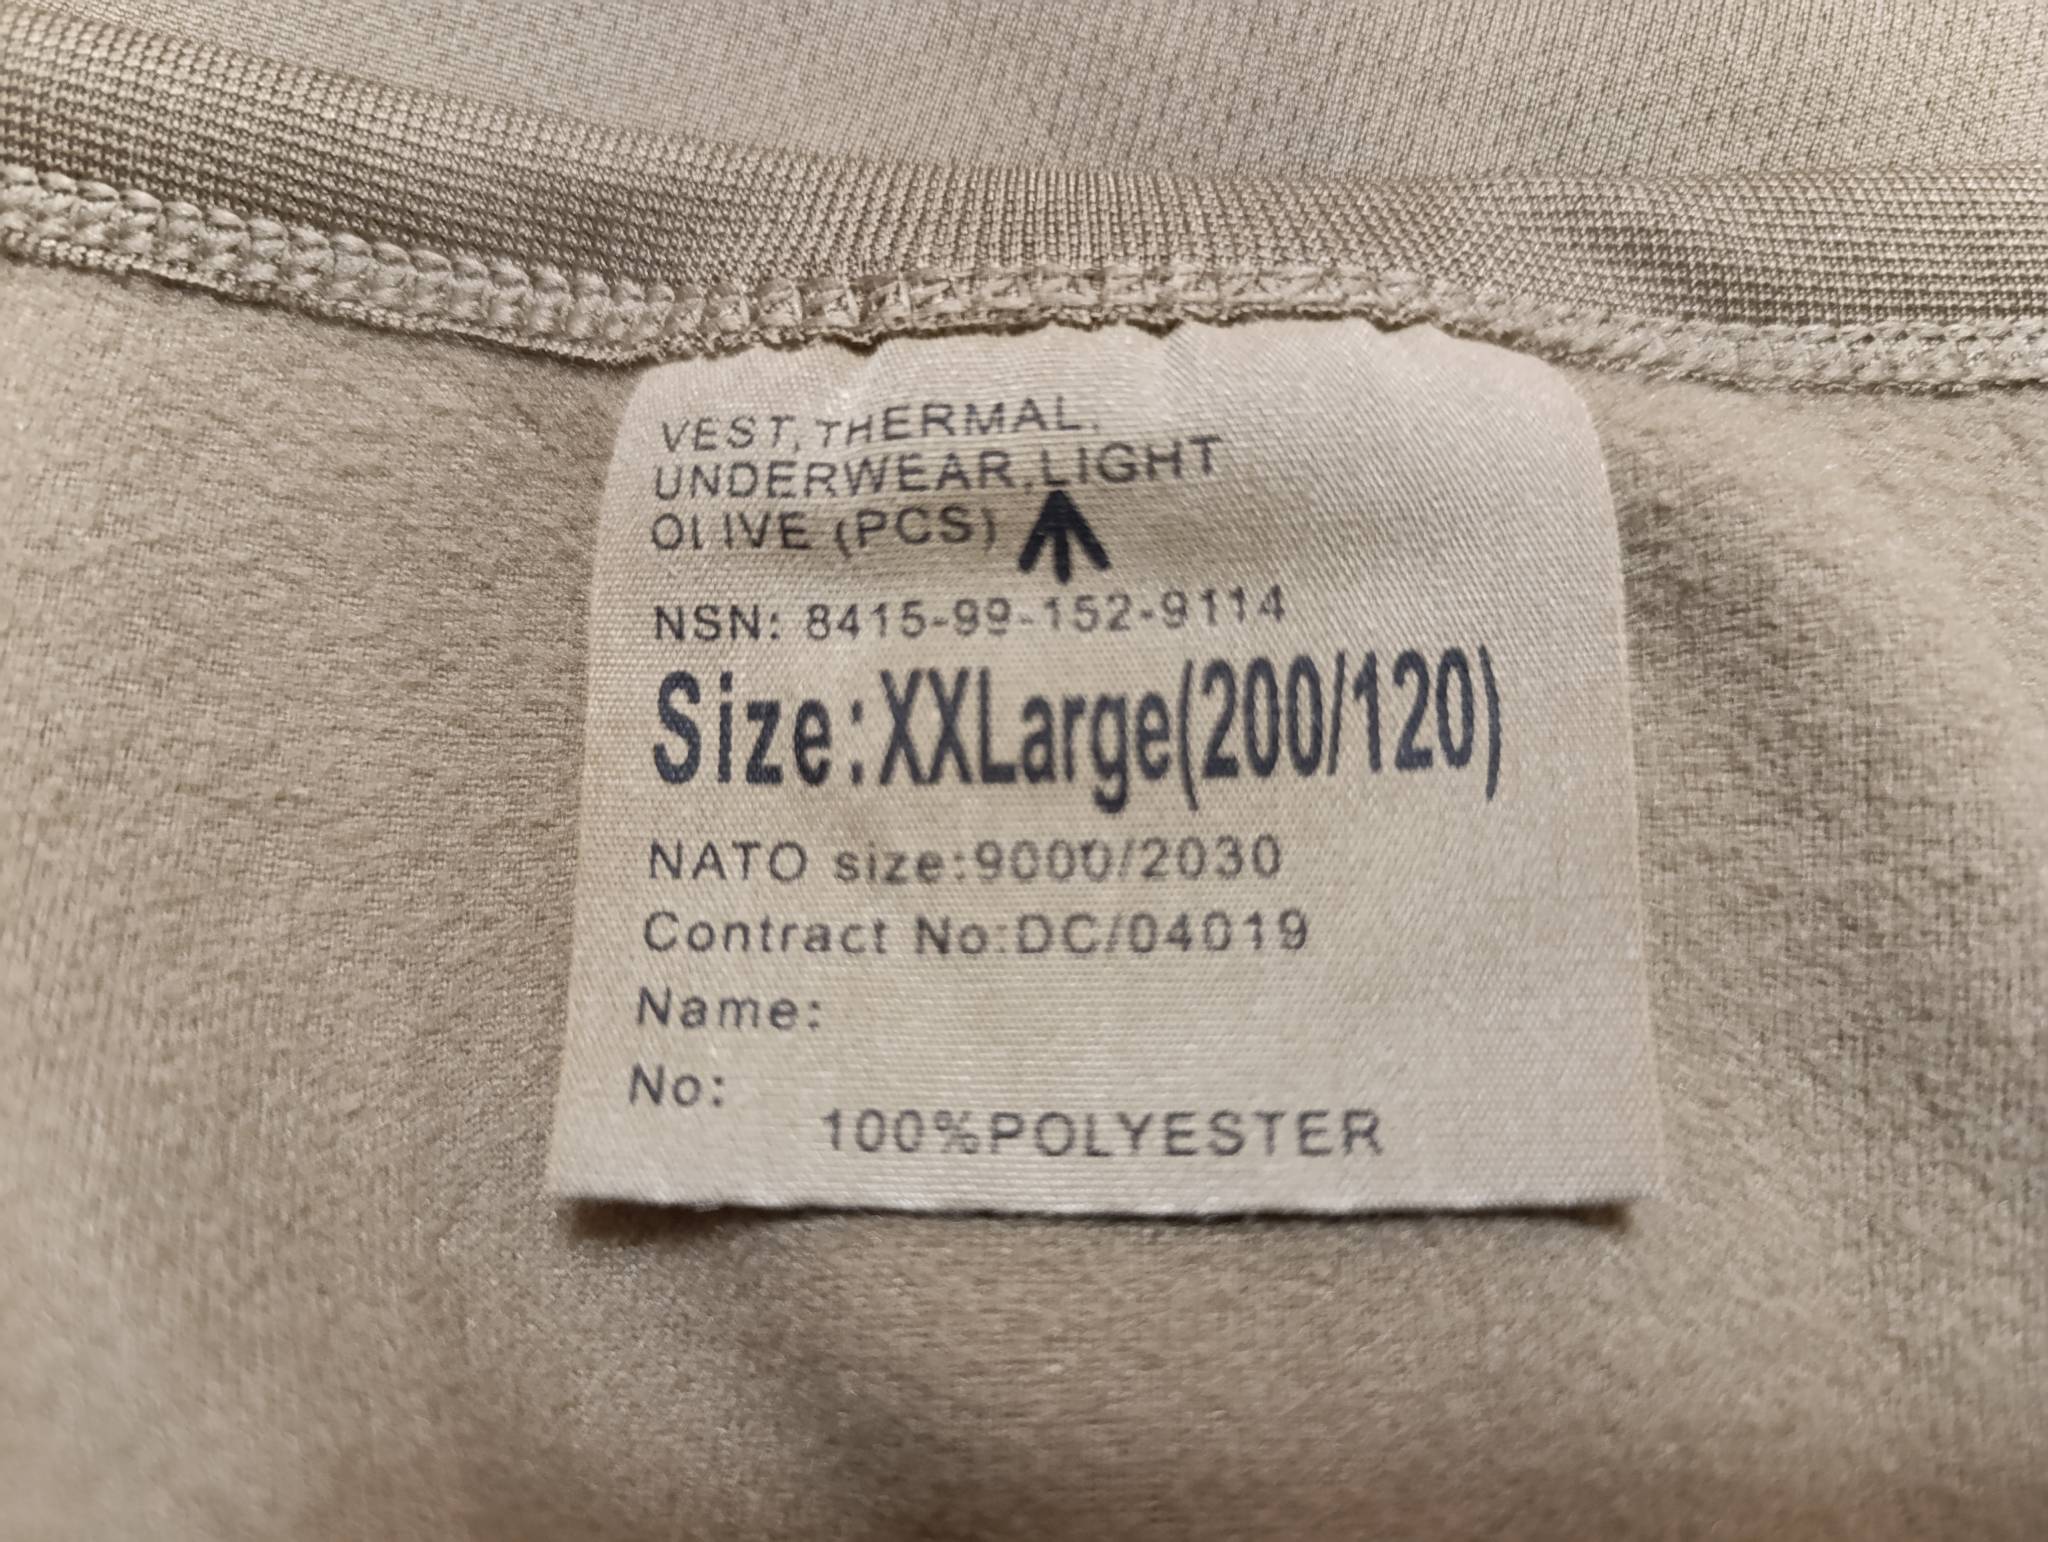 VEST, THERMAL,
UNDERWEAR, LIGHT
OLIVE (PCS)
NSN: 8415-99-152-9114
Size:XXLarge(200/120)
NATO size:9000/2030
Contract No:DC/04019
Name:
No:
100%POLYESTER